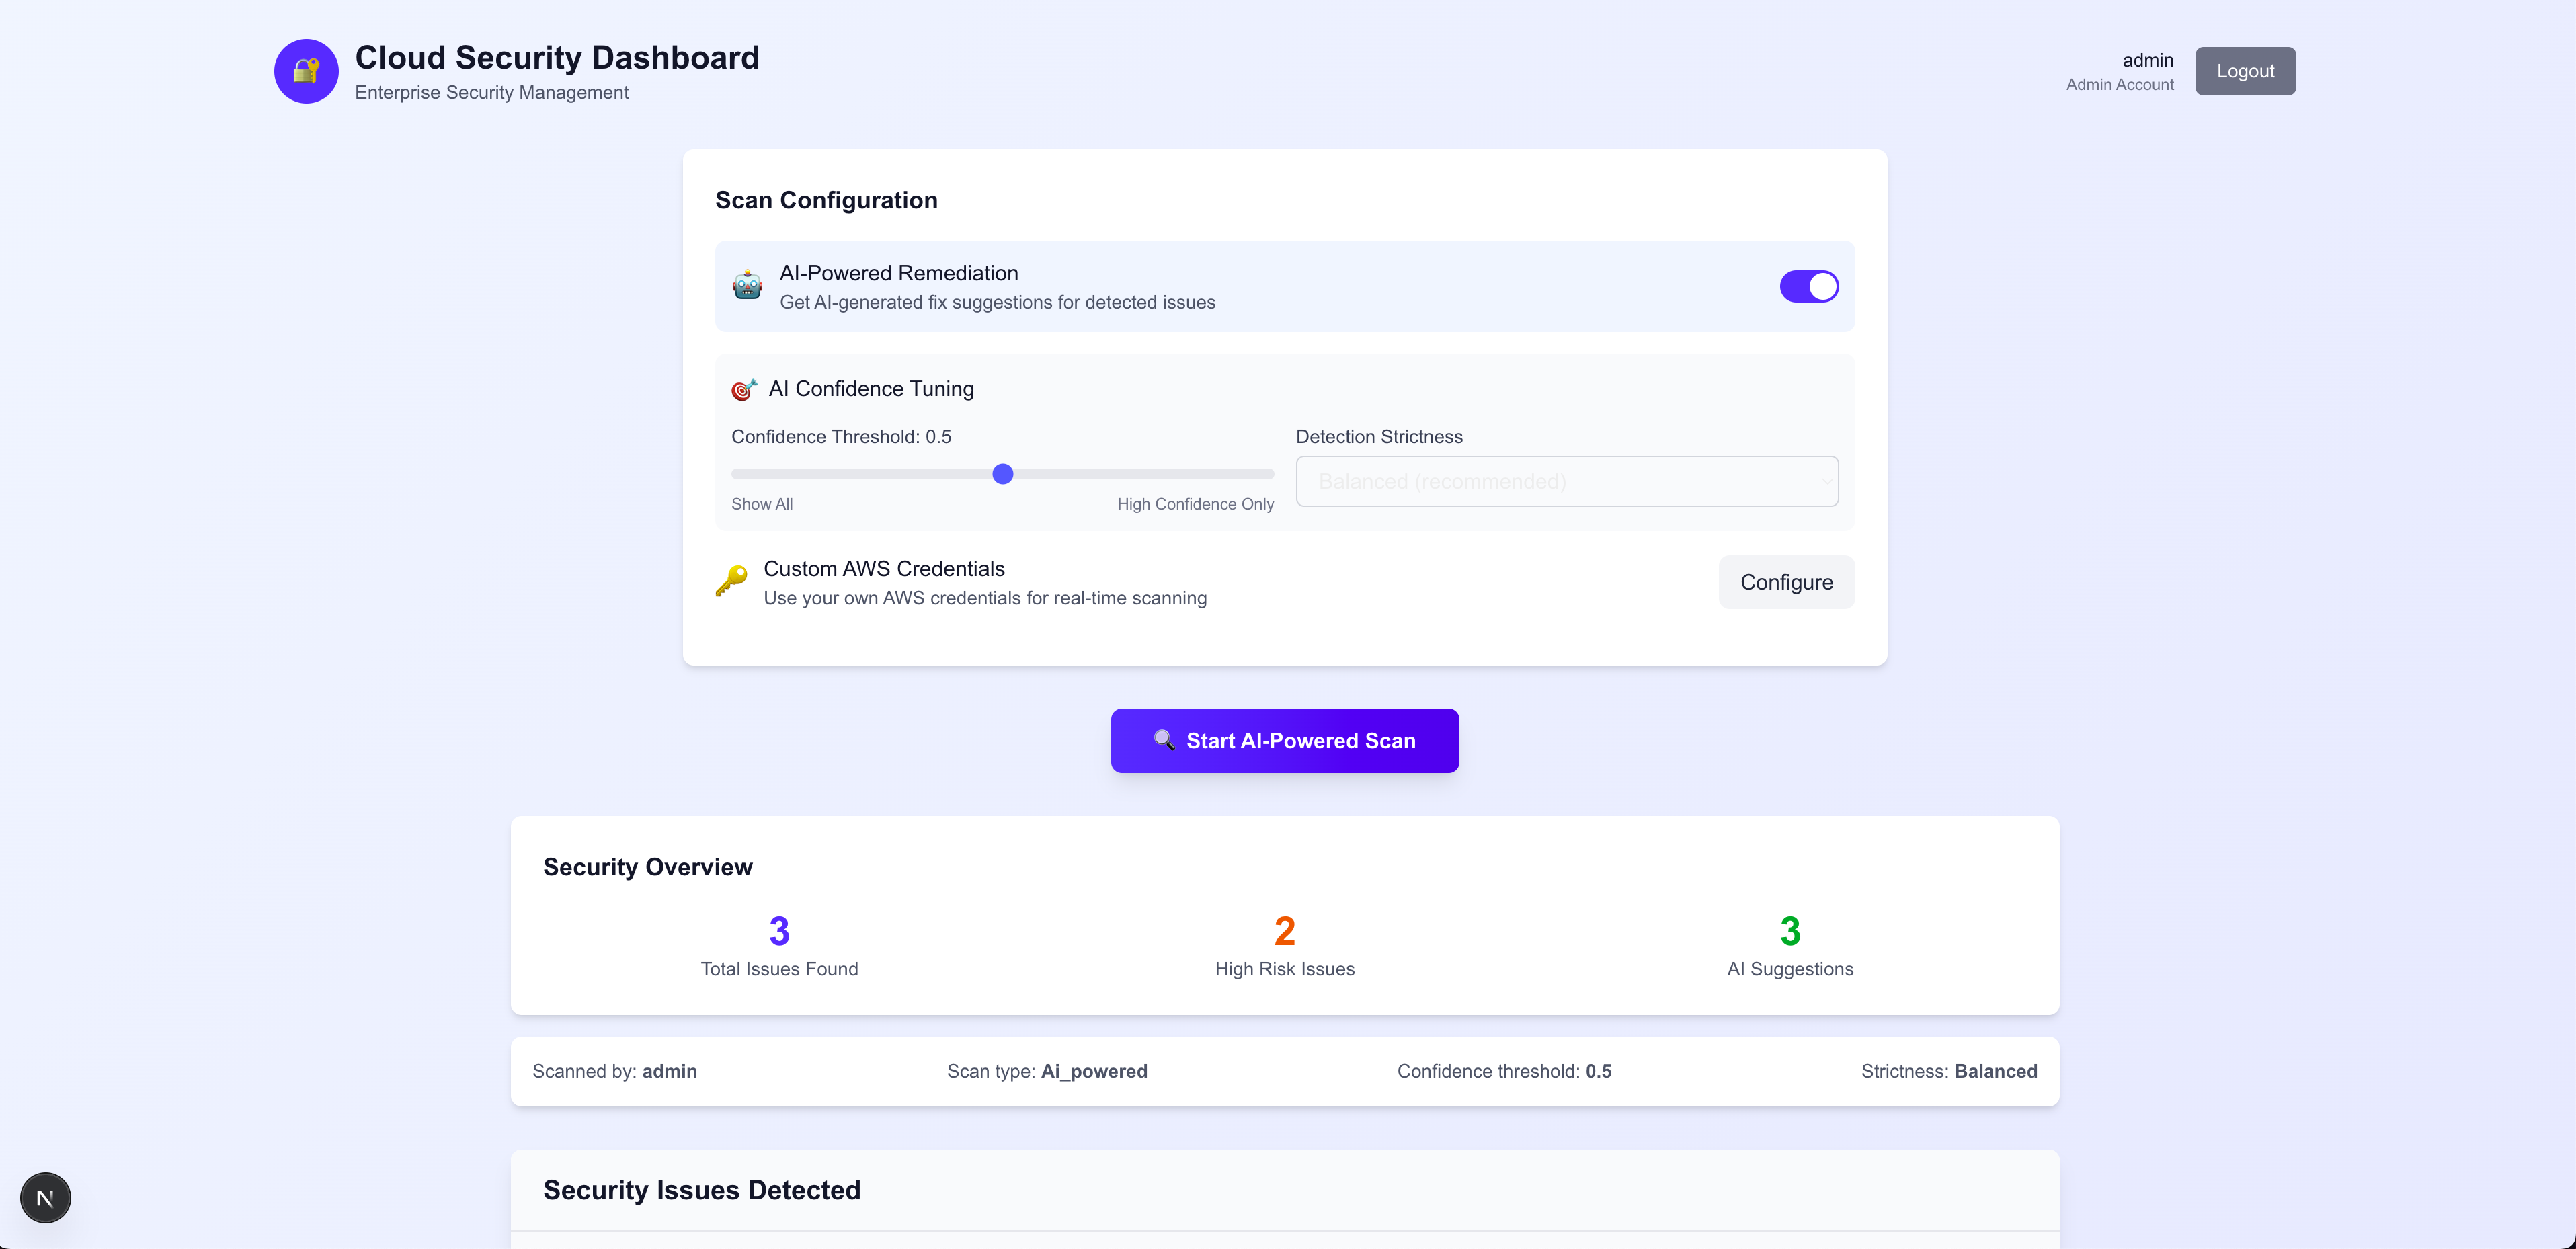 Cloud Security Dashboard
Enterprise Security Management
admin
Admin Account
Logout
Scan Configuration
AI-Powered Remediation
Get AI-generated fix suggestions for detected issues
AI Confidence Tuning
Confidence Threshold: 0.5
Show All
High Confidence Only
Detection Strictness
Balanced (recommended)
Custom AWS Credentials
Use your own AWS credentials for real-time scanning
Configure
Start AI-Powered Scan
Security Overview
3
Total Issues Found
2
High Risk Issues
3
AI Suggestions
Scanned by: admin
Scan type: Ai_powered
Confidence threshold: 0.5
Strictness: Balanced
N
Security Issues Detected